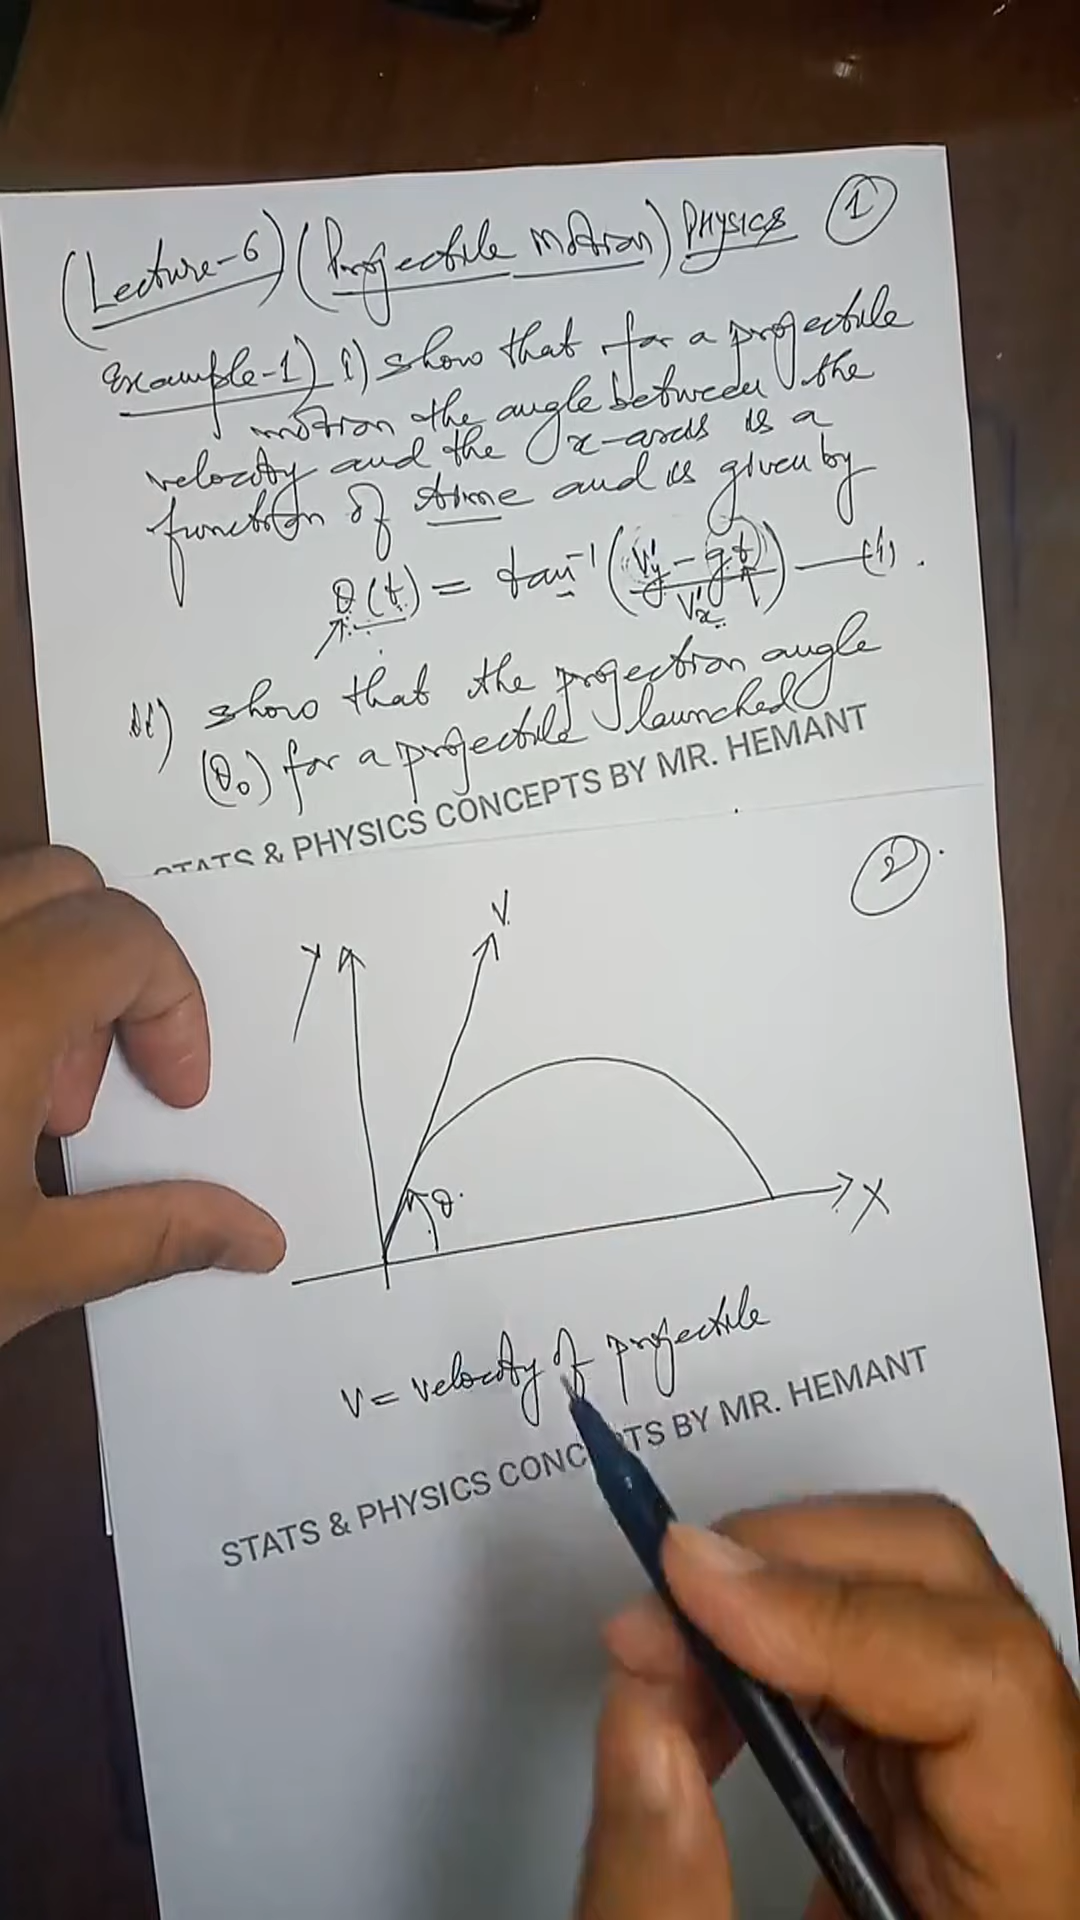 (Lecture-6) (Projectile motion) Physics ①
Example-1) i) show that for a projectile
motion the angle between the
velocity and the x-axis is a
function of time and is given by
θ(t) = tan⁻¹((V'y - gt)/V'x) —(1).
ii) show that the projection angle
(θ₀) for a projectile launched
STATS & PHYSICS CONCEPTS BY MR. HEMANT
②.
V
Y
θ
X
V = velocity of projectile
STATS & PHYSICS CONCEPTS BY MR. HEMANT